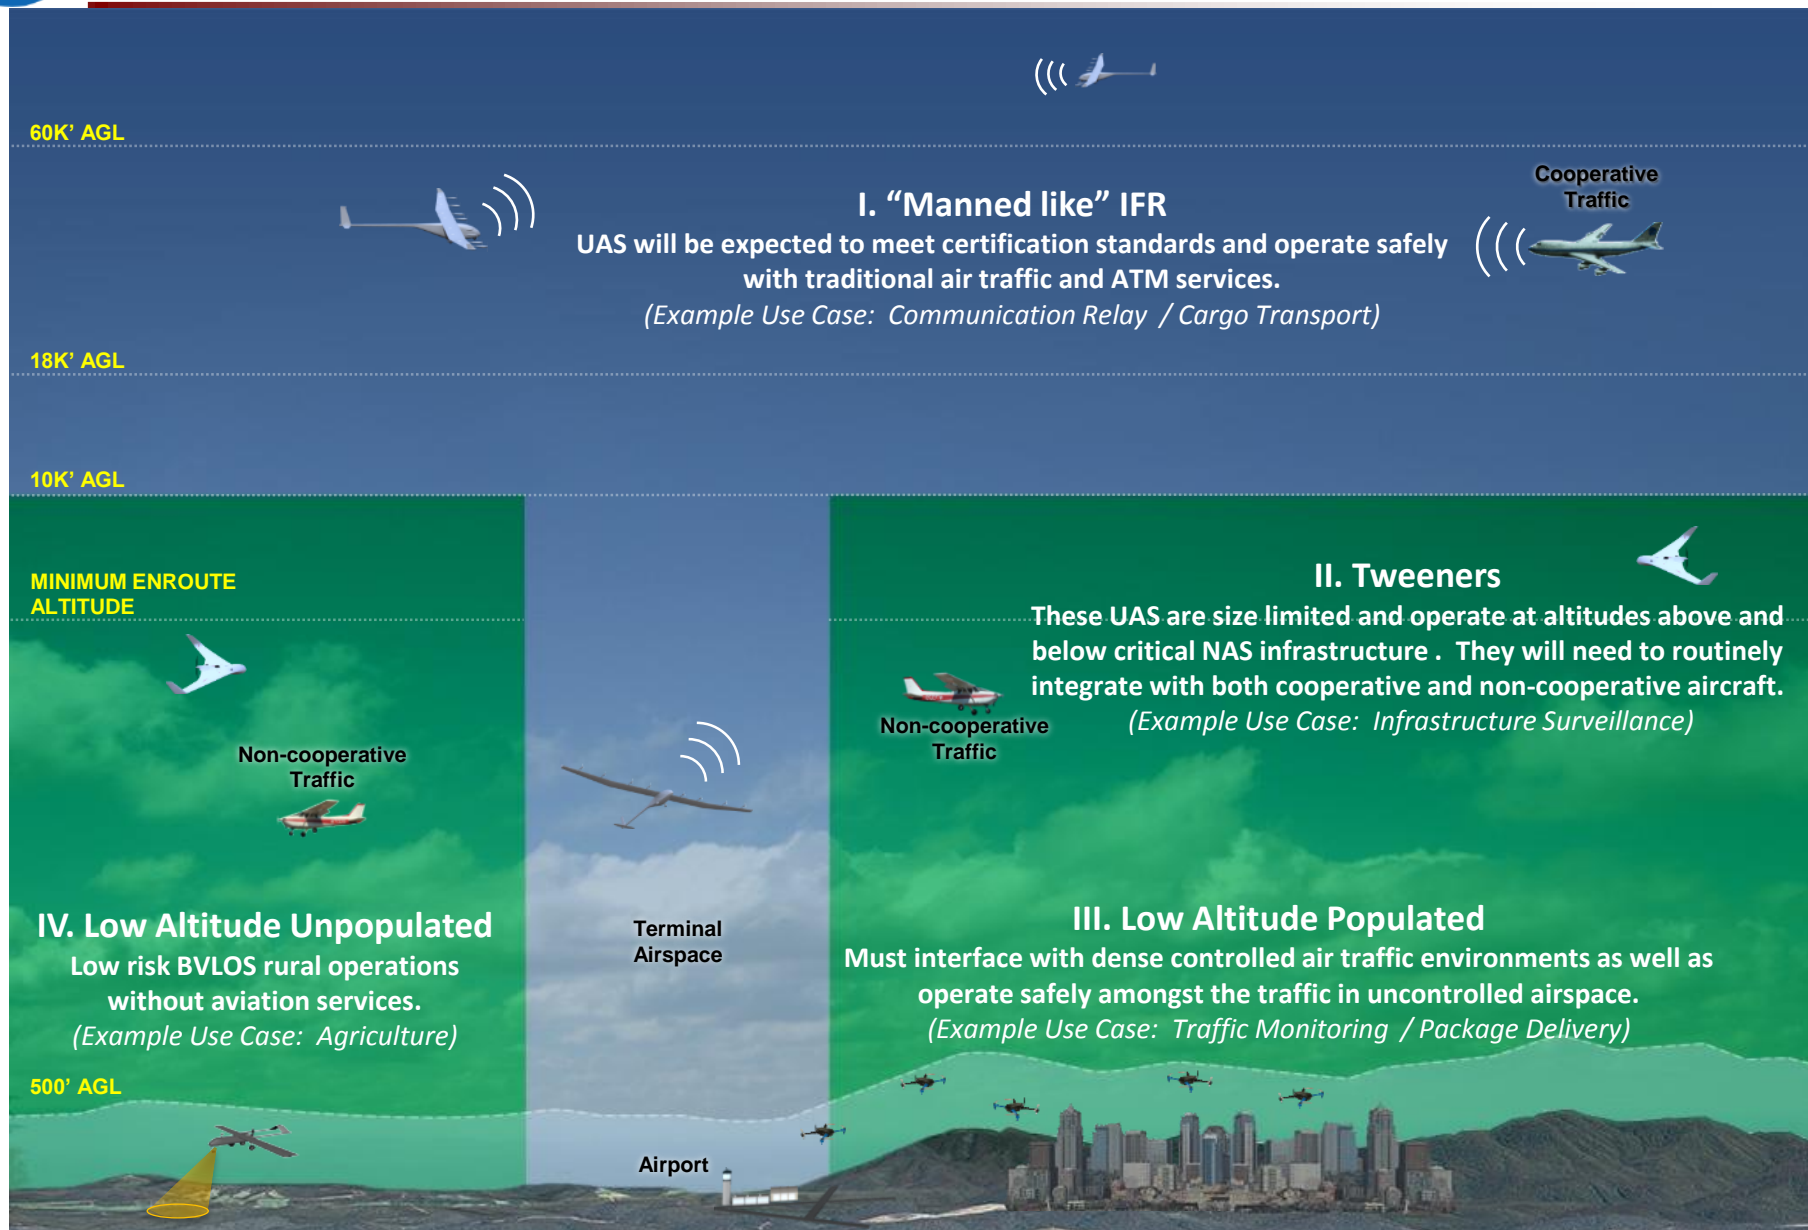 60K’ AGL
Cooperative
Traffic
I. “Manned like” IFR
UAS will be expected to meet certification standards and operate safely
with traditional air traffic and ATM services.
(Example Use Case:  Communication Relay  / Cargo Transport)
18K’ AGL
10K’ AGL
MINIMUM ENROUTE
ALTITUDE
II. Tweeners
These UAS are size limited and operate at altitudes above and
below critical NAS infrastructure .  They will need to routinely
integrate with both cooperative and non-cooperative aircraft.
(Example Use Case:  Infrastructure Surveillance)
Non-cooperative
Traffic
Non-cooperative
Traffic
IV. Low Altitude Unpopulated
Low risk BVLOS rural operations
without aviation services.
(Example Use Case:  Agriculture)
Terminal
Airspace
III. Low Altitude Populated
Must interface with dense controlled air traffic environments as well as
operate safely amongst the traffic in uncontrolled airspace.
(Example Use Case:  Traffic Monitoring  / Package Delivery)
500’ AGL
Airport